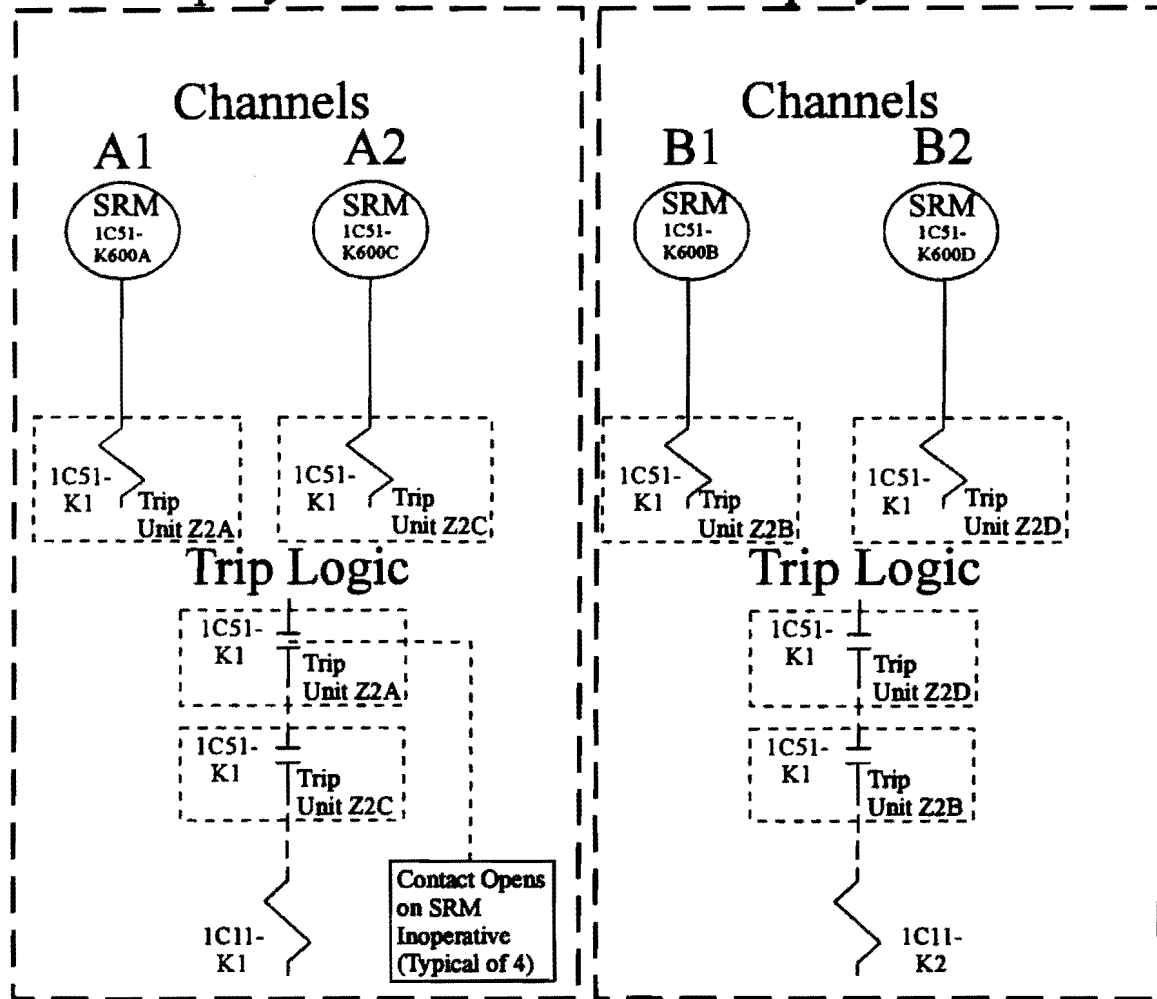 Channels
A1 A2
SRM
1C51-
K600A
SRM
1C51-
K600C
1C51-
K1
Trip
Unit Z2A
1C51-
K1
Trip
Unit Z2C
Trip Logic
1C51-
K1
Trip
Unit Z2A
1C51-
K1
Trip
Unit Z2C
1C11-
K1
Contact Opens
on SRM
Inoperative
(Typical of 4)
Channels
B1 B2
SRM
1C51-
K600B
SRM
1C51-
K600D
1C51-
K1
Trip
Unit Z2B
1C51-
K1
Trip
Unit Z2D
Trip Logic
1C51-
K1
Trip
Unit Z2D
1C51-
K1
Trip
Unit Z2B
1C11-
K2